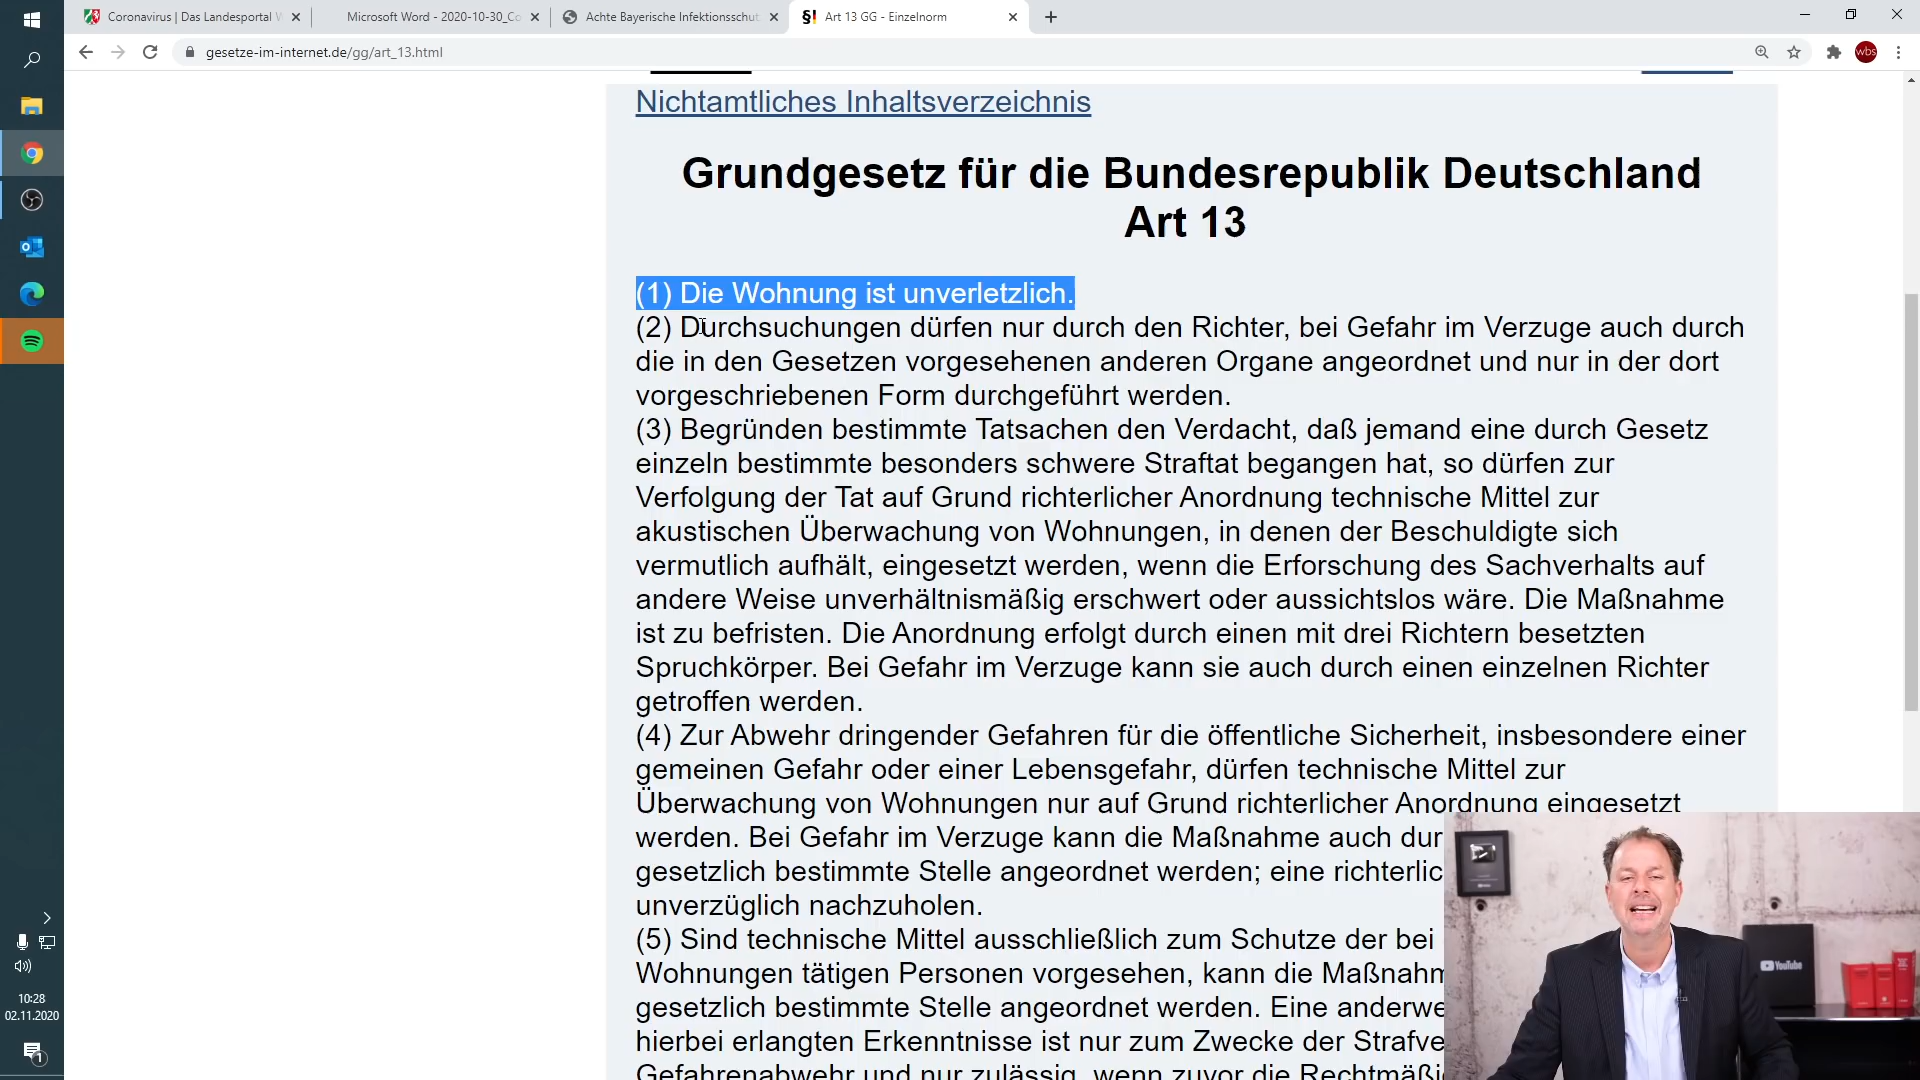 Coronavirus | Das Landesportal
Microsoft Word - 2020-10-30_Co
Achte Bayerische Infektionsschut
Art 13 GG - Einzelnorm
gesetze-im-internet.de/gg/art_13.html
wbs
Nichtamtliches Inhaltsverzeichnis
Grundgesetz für die Bundesrepublik Deutschland
Art 13
(1) Die Wohnung ist unverletzlich.
(2) Durchsuchungen dürfen nur durch den Richter, bei Gefahr im Verzuge auch durch
die in den Gesetzen vorgesehenen anderen Organe angeordnet und nur in der dort
vorgeschriebenen Form durchgeführt werden.
(3) Begründen bestimmte Tatsachen den Verdacht, daß jemand eine durch Gesetz
einzeln bestimmte besonders schwere Straftat begangen hat, so dürfen zur
Verfolgung der Tat auf Grund richterlicher Anordnung technische Mittel zur
akustischen Überwachung von Wohnungen, in denen der Beschuldigte sich
vermutlich aufhält, eingesetzt werden, wenn die Erforschung des Sachverhalts auf
andere Weise unverhältnismäßig erschwert oder aussichtslos wäre. Die Maßnahme
ist zu befristen. Die Anordnung erfolgt durch einen mit drei Richtern besetzten
Spruchkörper. Bei Gefahr im Verzuge kann sie auch durch einen einzelnen Richter
getroffen werden.
(4) Zur Abwehr dringender Gefahren für die öffentliche Sicherheit, insbesondere einer
gemeinen Gefahr oder einer Lebensgefahr, dürfen technische Mittel zur
Überwachung von Wohnungen nur auf Grund richterlicher Anordnung eingesetzt
werden. Bei Gefahr im Verzuge kann die Maßnahme auch dur
gesetzlich bestimmte Stelle angeordnet werden; eine richterlic
unverzüglich nachzuholen.
(5) Sind technische Mittel ausschließlich zum Schutze der bei
Wohnungen tätigen Personen vorgesehen, kann die Maßnahm
gesetzlich bestimmte Stelle angeordnet werden. Eine anderwe
hierbei erlangten Erkenntnisse ist nur zum Zwecke der Strafve
Gefahrenabwehr und nur zulässig, wenn zuvor die Rechtmäßi
YouTube
10:28
02.11.2020
1